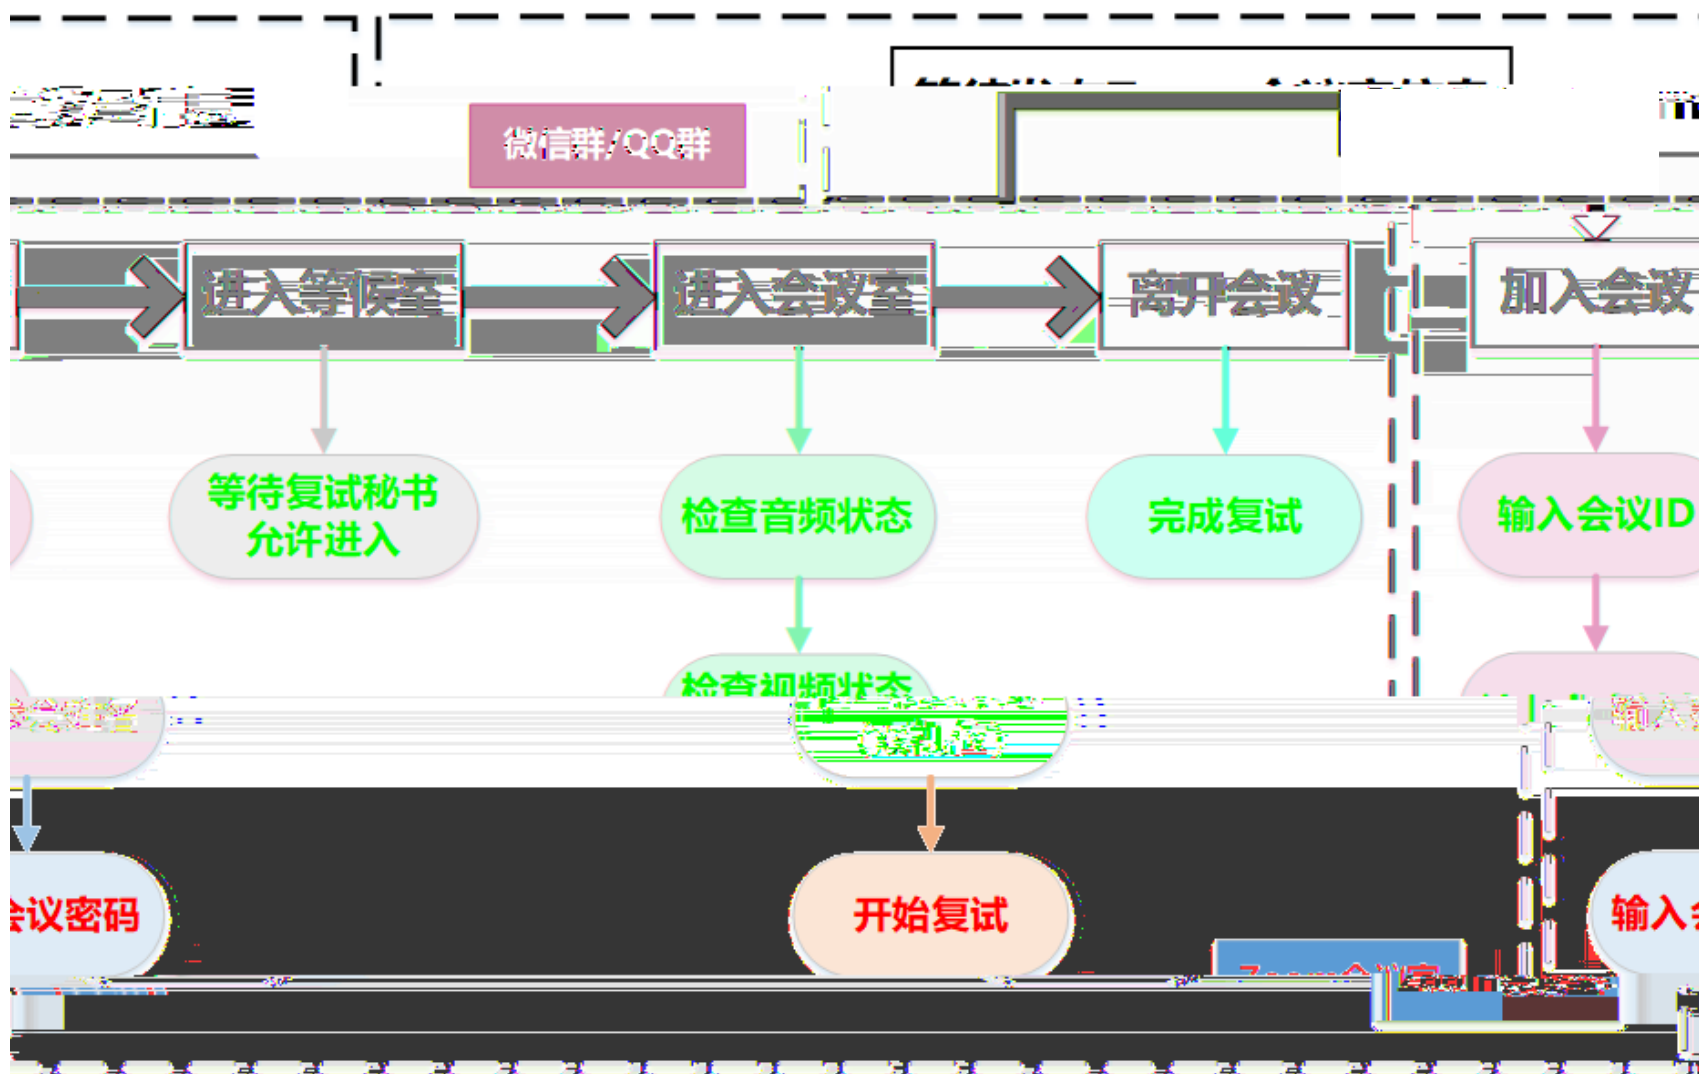 微信群/QQ群
进入等候室
进入会议室
离开会议
加入会议
等待复试秘书
允许进入
检查音频状态
完成复试
输入会议ID
检查视频状态
会议密码
开始复试
输入